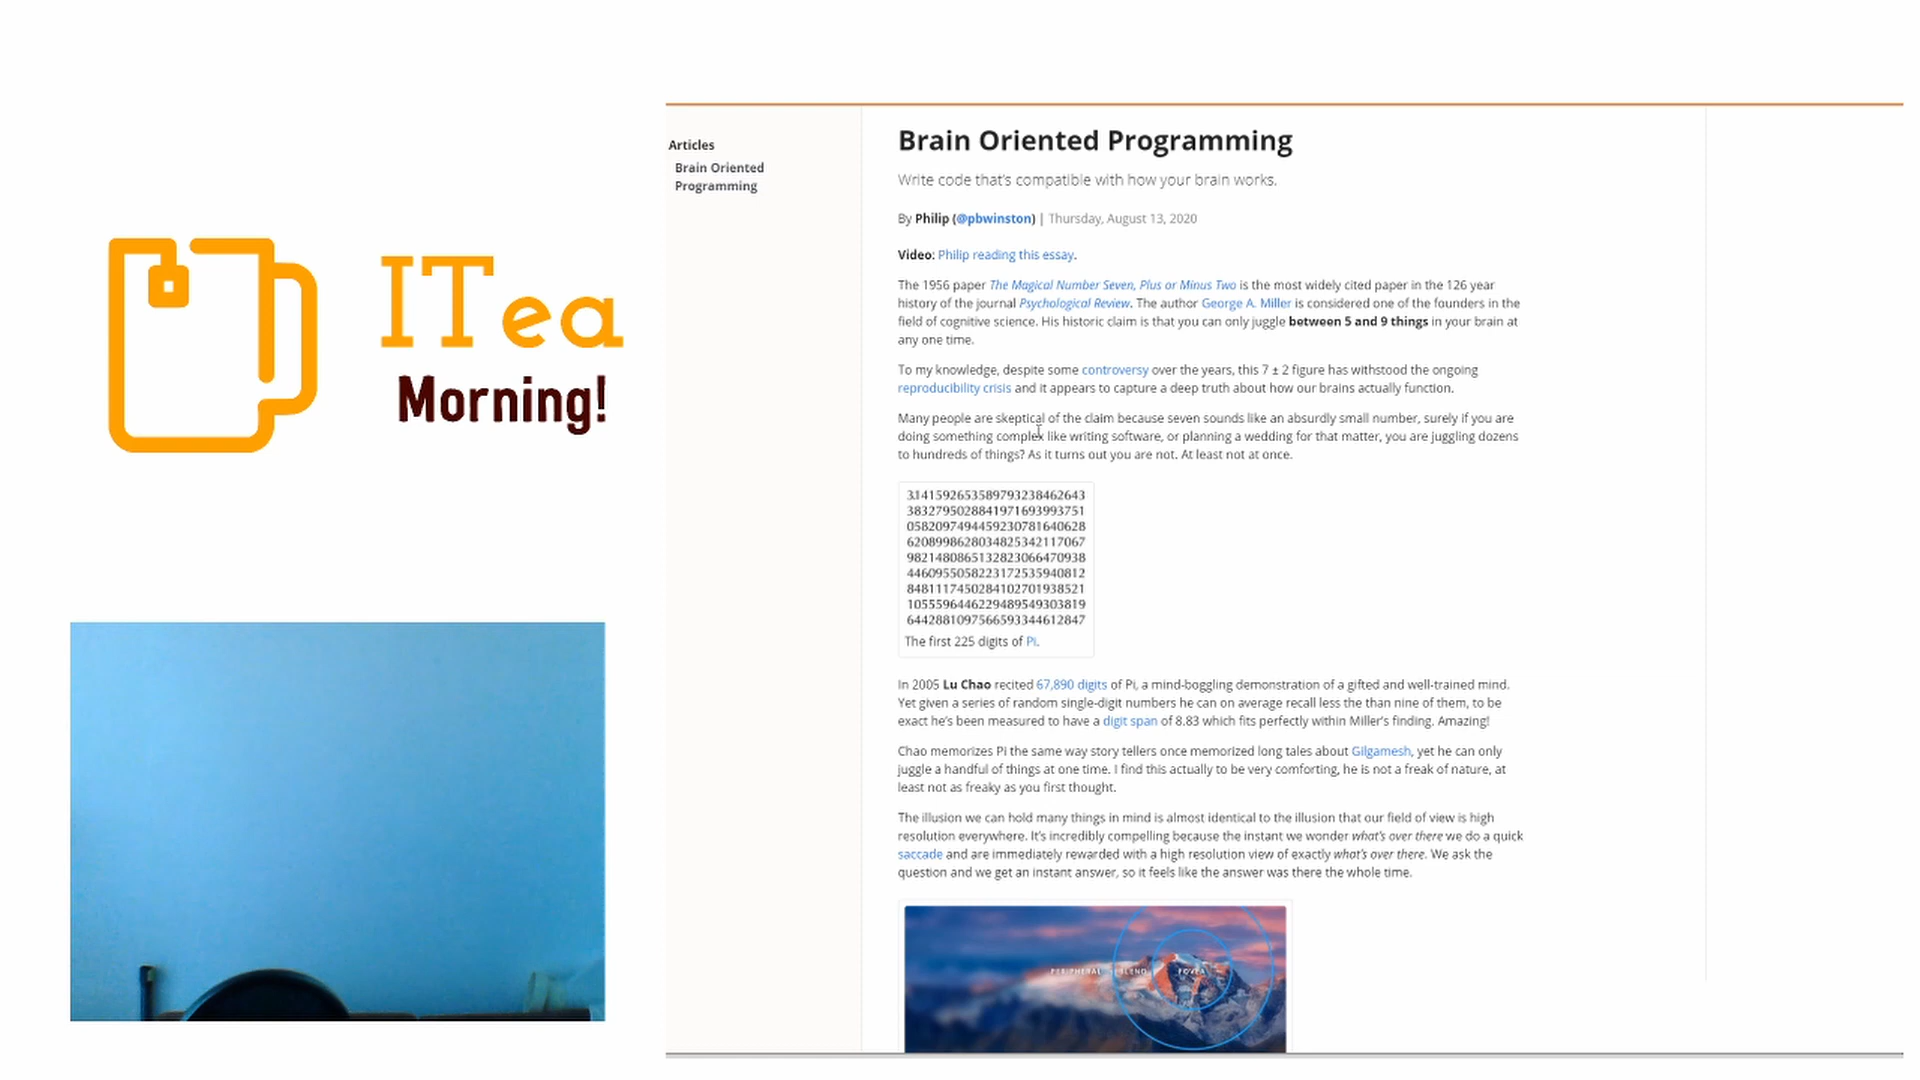 ITea
Morning!
Articles
Brain Oriented
Programming
Brain Oriented Programming
Write code that's compatible with how your brain works.
By Philip (@pbwinston) | Thursday, August 13, 2020
Video: Philip reading this essay.
The 1956 paper The Magical Number Seven, Plus or Minus Two is the most widely cited paper in the 126 year
history of the journal Psychological Review. The author George A. Miller is considered one of the founders in the
field of cognitive science. His historic claim is that you can only juggle between 5 and 9 things in your brain at
any one time.
To my knowledge, despite some controversy over the years, this 7 ± 2 figure has withstood the ongoing
reproducibility crisis and it appears to capture a deep truth about how our brains actually function.
Many people are skeptical of the claim because seven sounds like an absurdly small number, surely if you are
doing something complex like writing software, or planning a wedding for that matter, you are juggling dozens
to hundreds of things? As it turns out you are not. At least not at once.
3.141592653589793238462643
3832795028841971693993751
0582097494459230781640628
6208998628034825342117067
9821480865132823066470938
4460955058223172535940812
8481117450284102701938521
1055596446229489549303819
6442881097566593344612847
The first 225 digits of Pi.
In 2005 Lu Chao recited 67,890 digits of Pi, a mind-boggling demonstration of a gifted and well-trained mind.
Yet given a series of random single-digit numbers he can on average recall less the than nine of them, to be
exact he's been measured to have a digit span of 8.83 which fits perfectly within Miller's finding. Amazing!
Chao memorizes Pi the same way story tellers once memorized long tales about Gilgamesh, yet he can only
juggle a handful of things at one time. I find this actually to be very comforting, he is not a freak of nature, at
least not as freaky as you first thought.
The illusion we can hold many things in mind is almost identical to the illusion that our field of view is high
resolution everywhere. It's incredibly compelling because the instant we wonder what's over there we do a quick
saccade and are immediately rewarded with a high resolution view of exactly what's over there. We ask the
question and we get an instant answer, so it feels like the answer was there the whole time.
PERIPHERAL BLEND FOVEA